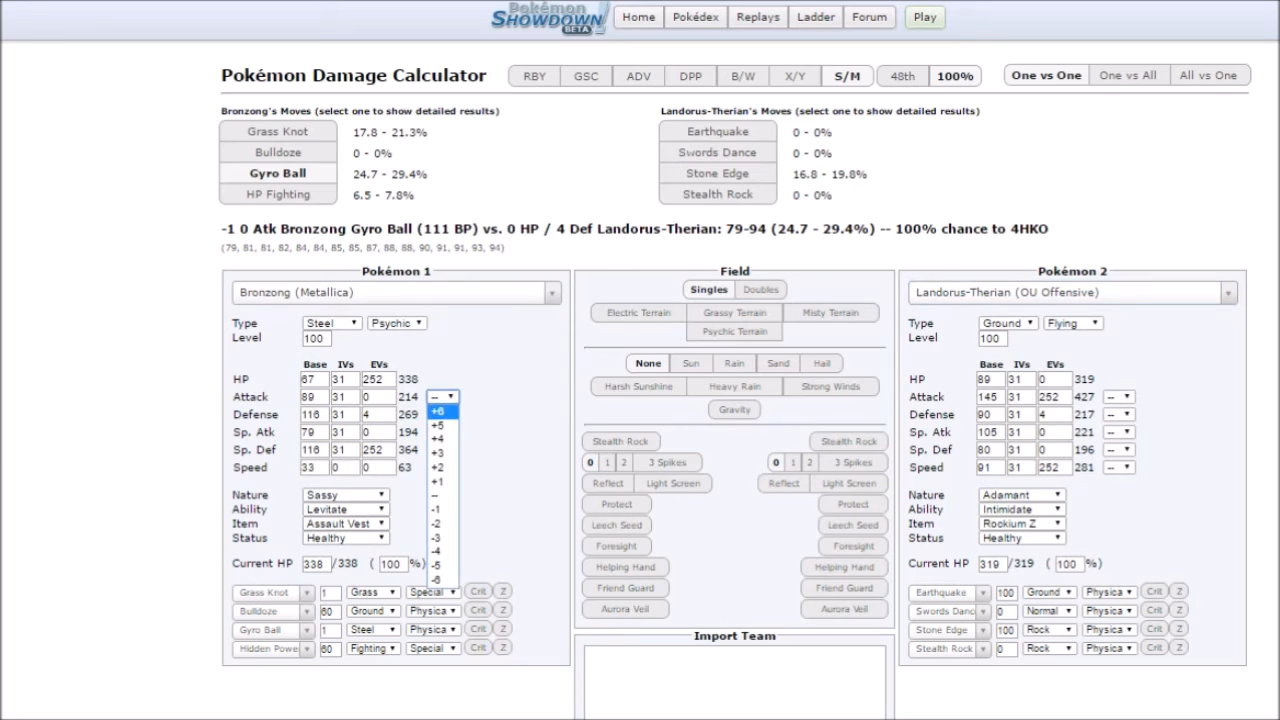 Pokémon
SHOWDOWN!
BETA
Home Pokédex Replays Ladder Forum Play
Pokémon Damage Calculator RBY GSC ADV DPP B/W X/Y S/M 48th 100% One vs One One vs All All vs One
Bronzong's Moves (select one to show detailed results)
Grass Knot 17.8 - 21.3%
Bulldoze 0 - 0%
Gyro Ball 24.7 - 29.4%
HP Fighting 6.5 - 7.8%
Landorus-Therian's Moves (select one to show detailed results)
Earthquake 0 - 0%
Swords Dance 0 - 0%
Stone Edge 16.8 - 19.8%
Stealth Rock 0 - 0%
-1 0 Atk Bronzong Gyro Ball (111 BP) vs. 0 HP / 4 Def Landorus-Therian: 79-94 (24.7 - 29.4%) -- 100% chance to 4HKO
(79, 81, 81, 82, 84, 84, 85, 85, 87, 88, 88, 90, 91, 91, 93, 94)
Pokémon 1
Bronzong (Metallica)
Type Steel Psychic
Level 100
Base IVs EVs
HP 67 31 252 338
Attack 89 31 0 214 --
Defense 116 31 4 269
Sp. Atk 79 31 0 194
Sp. Def 116 31 252 364
Speed 33 0 0 63
+6
+5
+4
+3
+2
+1
--
-1
-2
-3
-4
-5
-6
Nature Sassy
Ability Levitate
Item Assault Vest
Status Healthy
Current HP 338 /338 ( 100 %)
Grass Knot 1 Grass Special Crit Z
Bulldoze 60 Ground Physica Crit Z
Gyro Ball 1 Steel Physica Crit Z
Hidden Powe 60 Fighting Special Crit Z
Field
Singles Doubles
Electric Terrain Grassy Terrain Misty Terrain
Psychic Terrain
None Sun Rain Sand Hail
Harsh Sunshine Heavy Rain Strong Winds
Gravity
Stealth Rock Stealth Rock
0 1 2 3 Spikes 0 1 2 3 Spikes
Reflect Light Screen Reflect Light Screen
Protect Protect
Leech Seed Leech Seed
Foresight Foresight
Helping Hand Helping Hand
Friend Guard Friend Guard
Aurora Veil Aurora Veil
Import Team
Pokémon 2
Landorus-Therian (OU Offensive)
Type Ground Flying
Level 100
Base IVs EVs
HP 89 31 0 319
Attack 145 31 252 427 --
Defense 90 31 4 217 --
Sp. Atk 105 31 0 221 --
Sp. Def 80 31 0 196 --
Speed 91 31 252 281 --
Nature Adamant
Ability Intimidate
Item Rockium Z
Status Healthy
Current HP 319 /319 ( 100 %)
Earthquake 100 Ground Physica Crit Z
Swords Danc 0 Normal Physica Crit Z
Stone Edge 100 Rock Physica Crit Z
Stealth Rock 0 Rock Physica Crit Z